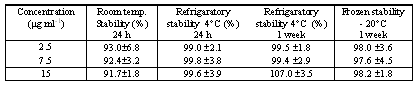 Concentration (µg ml⁻¹) | Room temp. Stability (%) 24 h | Refrigaratory stability 4°C (%) 24 h | Refrigaratory stability 4°C (%) 1 week | Frozen stability - 20°C 1 week
2.5 | 93.0±6.8 | 99.0 ±2.1 | 99.5 ±1.8 | 98.0 ±3.6
7.5 | 92.4±3.2 | 99.8 ±3.8 | 99.4 ±2.9 | 97.6 ±4.5
15 | 91.7±1.8 | 99.6 ±3.9 | 107.0 ±3.5 | 98.2 ±1.8